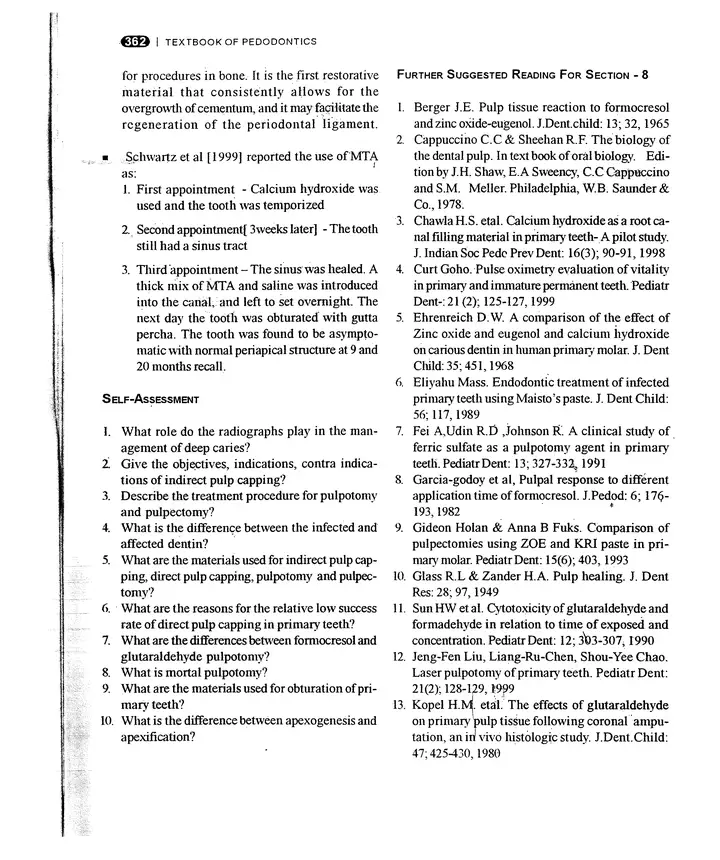 362 | TEXTBOOK OF PEDODONTICS
for procedures in bone. It is the first restorative
material that consistently allows for the
overgrowth of cementum, and it may facilitate the
regeneration of the periodontal ligament.
■ Schwartz et al [1999] reported the use of MTA
as:
1. First appointment - Calcium hydroxide was
used and the tooth was temporized
2. Second appointment[ 3weeks later] - The tooth
still had a sinus tract
3. Third appointment – The sinus was healed. A
thick mix of MTA and saline was introduced
into the canal, and left to set overnight. The
next day the tooth was obturated with gutta
percha. The tooth was found to be asympto-
matic with normal periapical structure at 9 and
20 months recall.
SELF-ASSESSMENT
1. What role do the radiographs play in the man-
agement of deep caries?
2. Give the objectives, indications, contra indica-
tions of indirect pulp capping?
3. Describe the treatment procedure for pulpotomy
and pulpectomy?
4. What is the difference between the infected and
affected dentin?
5. What are the materials used for indirect pulp cap-
ping, direct pulp capping, pulpotomy and pulpec-
tomy?
6. What are the reasons for the relative low success
rate of direct pulp capping in primary teeth?
7. What are the differences between formocresol and
glutaraldehyde pulpotomy?
8. What is mortal pulpotomy?
9. What are the materials used for obturation of pri-
mary teeth?
10. What is the difference between apexogenesis and
apexification?
FURTHER SUGGESTED READING FOR SECTION - 8
1. Berger J.E. Pulp tissue reaction to formocresol
and zinc oxide-eugenol. J.Dent.child: 13; 32, 1965
2. Cappuccino C.C & Sheehan R.F. The biology of
the dental pulp. In text book of oral biology. Edi-
tion by J.H. Shaw, E.A Sweency, C.C Cappuccino
and S.M. Meller. Philadelphia, W.B. Saunder &
Co., 1978.
3. Chawla H.S. etal. Calcium hydroxide as a root ca-
nal filling material in primary teeth- A pilot study.
J. Indian Soc Pedo Prev Dent: 16(3); 90-91, 1998
4. Curt Goho. Pulse oximetry evaluation of vitality
in primary and immature permanent teeth. Pediatr
Dent-: 21 (2); 125-127, 1999
5. Ehrenreich D.W. A comparison of the effect of
Zinc oxide and eugenol and calcium hydroxide
on carious dentin in human primary molar. J. Dent
Child: 35; 451, 1968
6. Eliyahu Mass. Endodontic treatment of infected
primary teeth using Maisto's paste. J. Dent Child:
56; 117, 1989
7. Fei A,Udin R.D ,Johnson R. A clinical study of
ferric sulfate as a pulpotomy agent in primary
teeth. Pediatr Dent: 13; 327-332, 1991
8. Garcia-godoy et al, Pulpal response to different
application time of formocresol. J.Pedod: 6; 176-
193, 1982
9. Gideon Holan & Anna B Fuks. Comparison of
pulpectomies using ZOE and KRI paste in pri-
mary molar. Pediatr Dent: 15(6); 403, 1993
10. Glass R.L & Zander H.A. Pulp healing. J. Dent
Res: 28; 97, 1949
11. Sun HW et al. Cytotoxicity of glutaraldehyde and
formadehyde in relation to time of exposed and
concentration. Pediatr Dent: 12; 303-307, 1990
12. Jeng-Fen Liu, Liang-Ru-Chen, Shou-Yee Chao.
Laser pulpotomy of primary teeth. Pediatr Dent:
21(2); 128-129, 1999
13. Kopel H.M. etal. The effects of glutaraldehyde
on primary pulp tissue following coronal ampu-
tation, an in vivo histologic study. J.Dent.Child:
47; 425-430, 1980